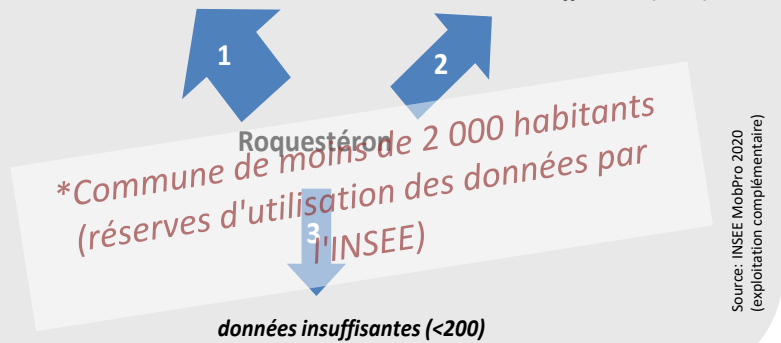 1
2
Roquestéron
*Commune de moins de 2 000 habitants
(réserves d'utilisation des données par
l'INSEE)
3
données insuffisantes (<200)
Source: INSEE MobPro 2020
(exploitation complémentaire)